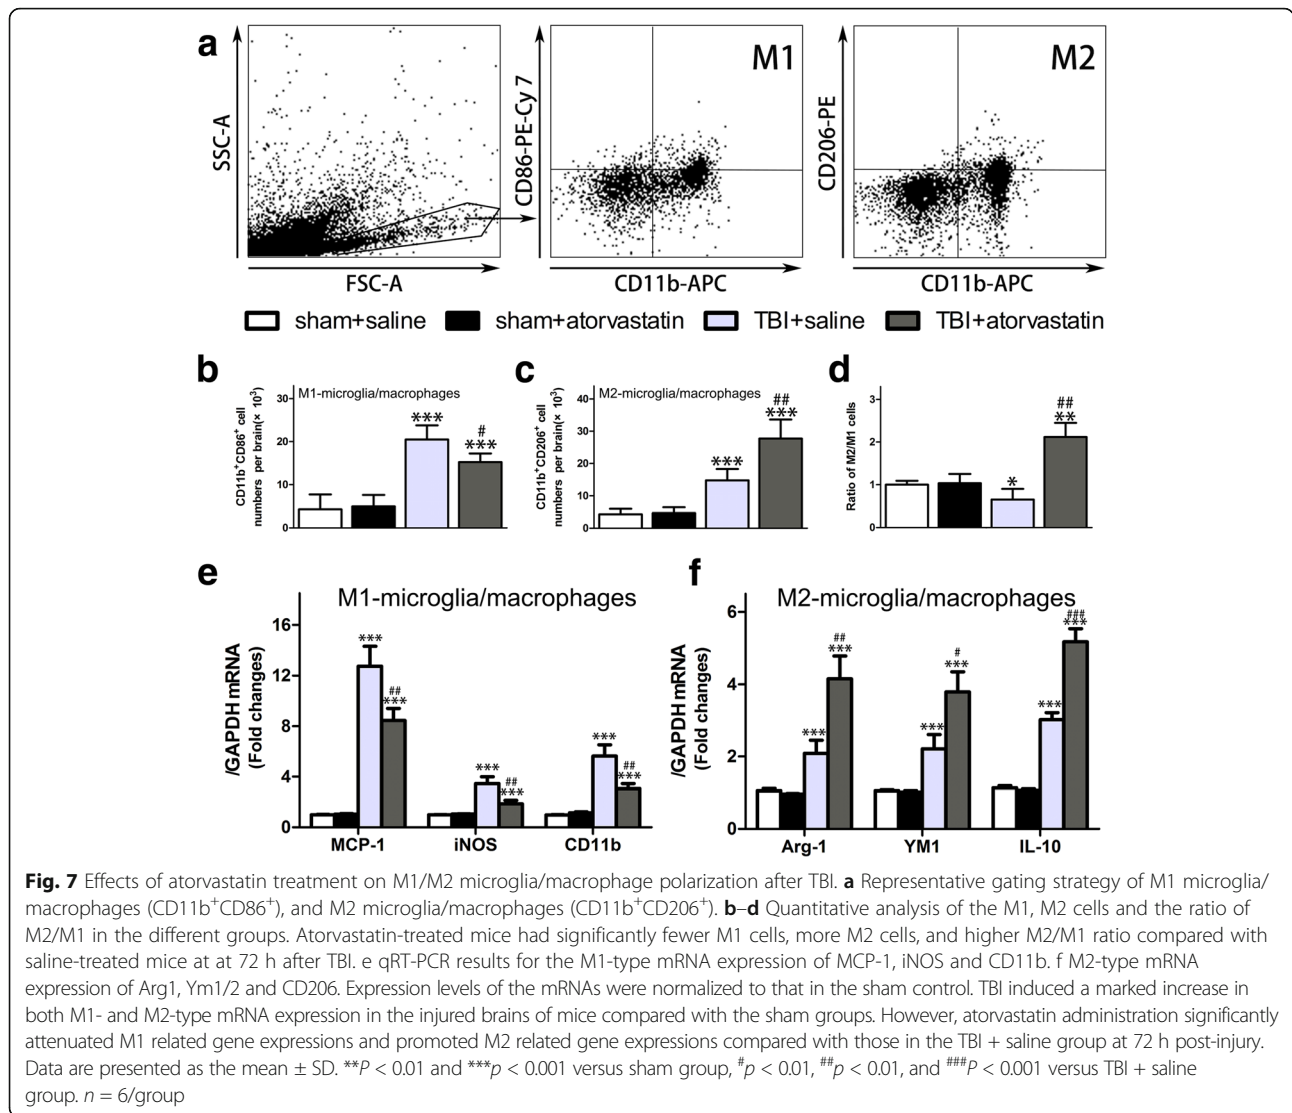 a
SSC-A
FSC-A
CD86-PE-Cy 7
M1
CD11b-APC
CD206-PE
M2
CD11b-APC
sham+saline sham+atorvastatin TBI+saline TBI+atorvastatin
b
M1-microglia/macrophages
CD11b⁺CD86⁺ cell
numbers per brain(× 10³)
30
20
10
0
***
#
***
c
M2-microglia/macrophages
CD11b⁺CD206⁺ cell
numbers per brain(× 10³)
40
30
20
10
0
***
##
***
d
Ratio of M2/M1 cells
3
2
1
0
*
##
**
e
M1-microglia/macrophages
/GAPDH mRNA
(Fold changes)
16
12
8
4
0
***
##
***
***
##
***
***
##
***
MCP-1 iNOS CD11b
f
M2-microglia/macrophages
/GAPDH mRNA
(Fold changes)
6
4
2
0
***
##
***
***
#
***
***
###
***
Arg-1 YM1 IL-10
Fig. 7 Effects of atorvastatin treatment on M1/M2 microglia/macrophage polarization after TBI. a Representative gating strategy of M1 microglia/
macrophages (CD11b⁺CD86⁺), and M2 microglia/macrophages (CD11b⁺CD206⁺). b–d Quantitative analysis of the M1, M2 cells and the ratio of
M2/M1 in the different groups. Atorvastatin-treated mice had significantly fewer M1 cells, more M2 cells, and higher M2/M1 ratio compared with
saline-treated mice at at 72 h after TBI. e qRT-PCR results for the M1-type mRNA expression of MCP-1, iNOS and CD11b. f M2-type mRNA
expression of Arg1, Ym1/2 and CD206. Expression levels of the mRNAs were normalized to that in the sham control. TBI induced a marked increase in
both M1- and M2-type mRNA expression in the injured brains of mice compared with the sham groups. However, atorvastatin administration significantly
attenuated M1 related gene expressions and promoted M2 related gene expressions compared with those in the TBI + saline group at 72 h post-injury.
Data are presented as the mean ± SD. **P < 0.01 and ***p < 0.001 versus sham group, #p < 0.01, ##p < 0.01, and ###P < 0.001 versus TBI + saline
group. n = 6/group